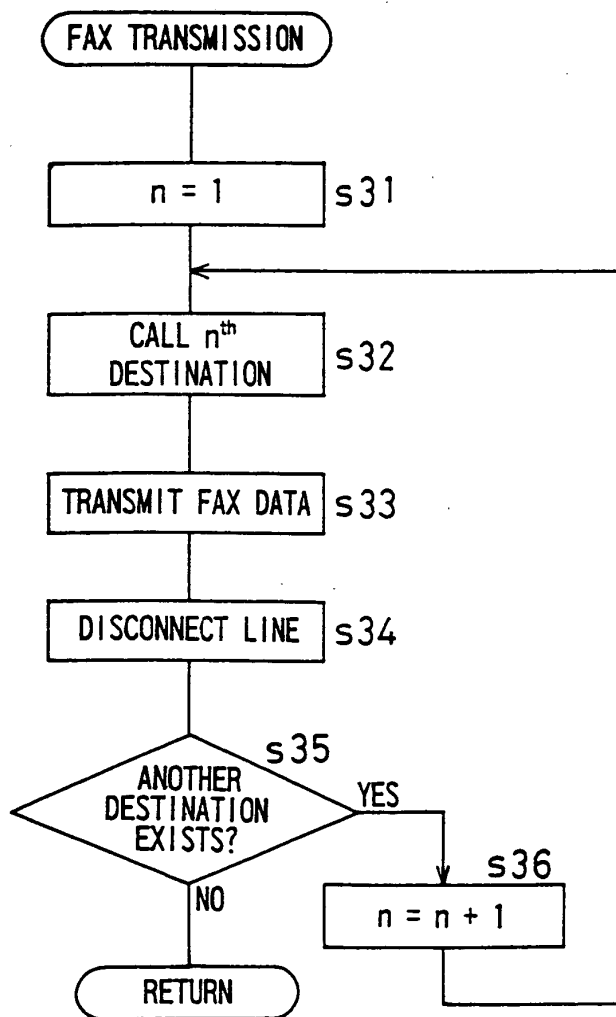 FAX TRANSMISSION
n = 1
s31
CALL nth
DESTINATION
s32
TRANSMIT FAX DATA
s33
DISCONNECT LINE
s34
s35
ANOTHER
DESTINATION
EXISTS?
YES
NO
s36
n = n + 1
RETURN